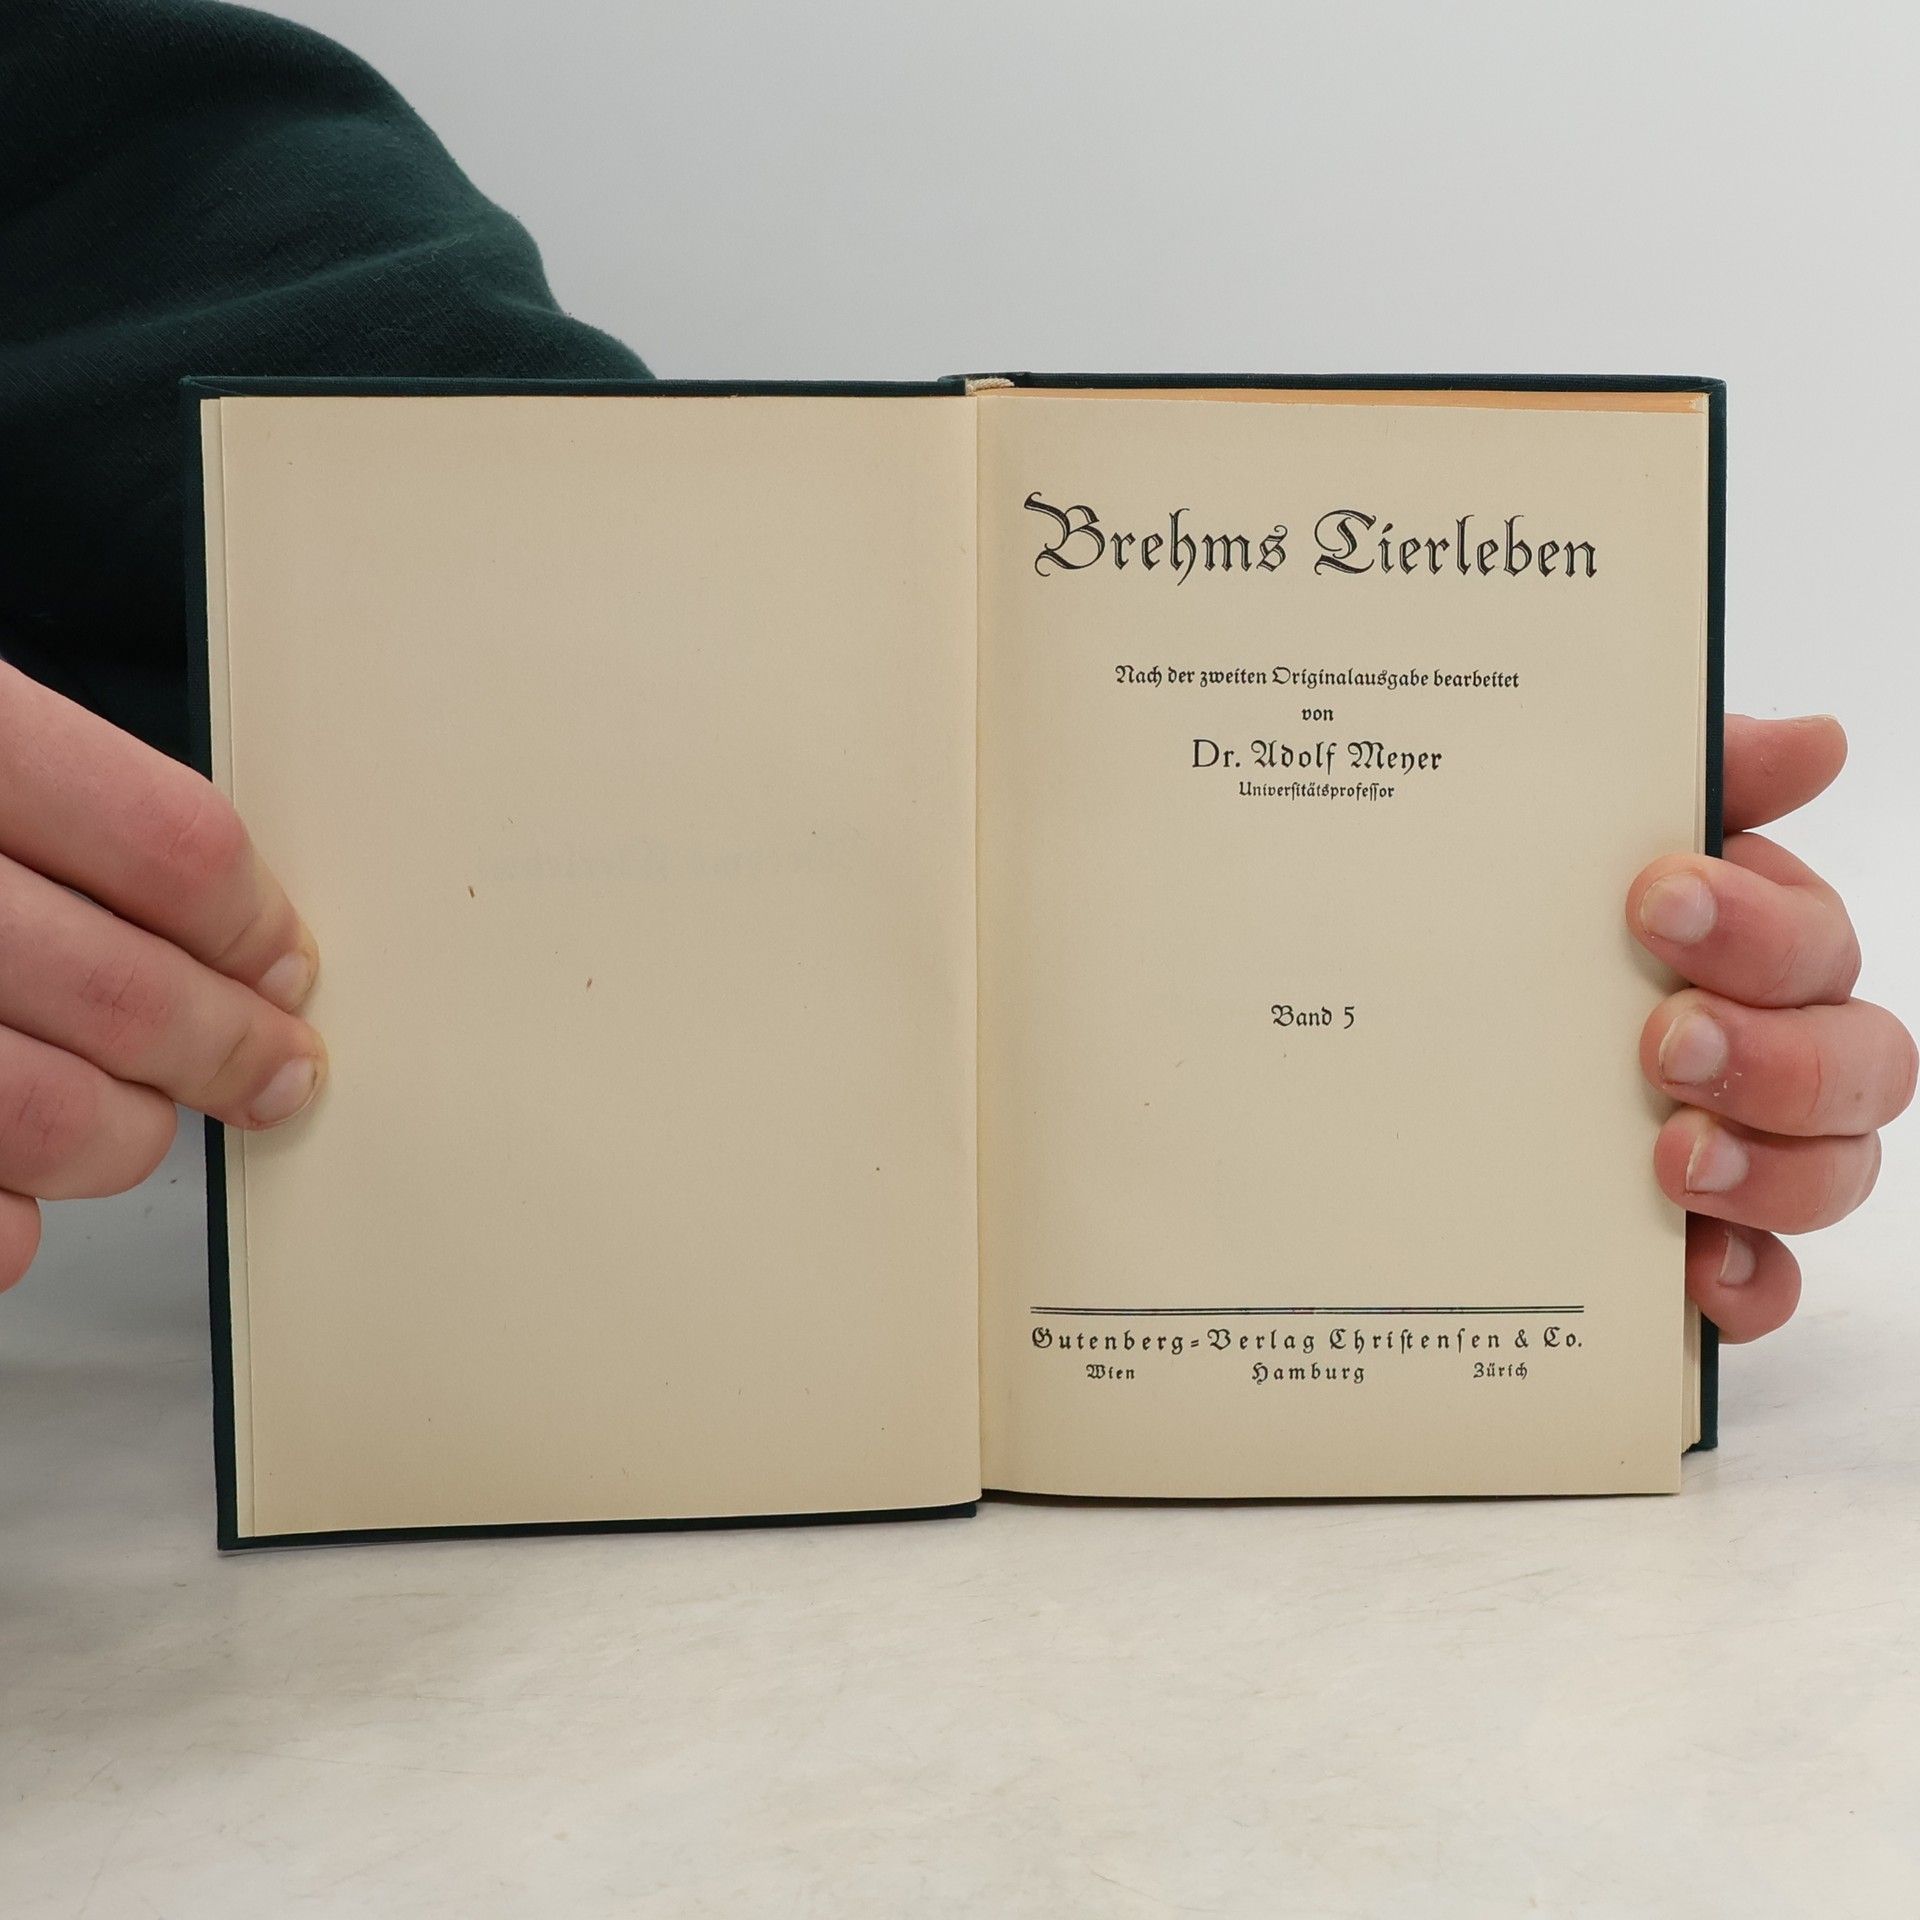 Brehms Tierleben
Nach der zweiten Originalausgabe bearbeitet
von
Dr. Adolf Meyer
Universitätsprofessor
Band 5
Gutenberg-Verlag Christensen & Co.
Wien Hamburg Zürich